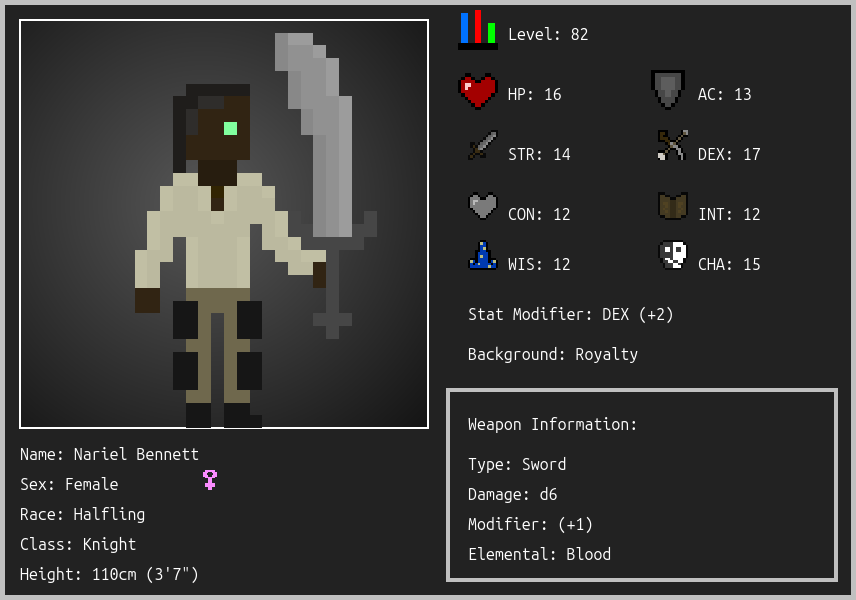 Level: 82
HP: 16 AC: 13
STR: 14 DEX: 17
CON: 12 INT: 12
WIS: 12 CHA: 15
Stat Modifier: DEX (+2)
Background: Royalty
Weapon Information:
Type: Sword
Damage: d6
Modifier: (+1)
Elemental: Blood
Name: Nariel Bennett
Sex: Female
Race: Halfling
Class: Knight
Height: 110cm (3'7")